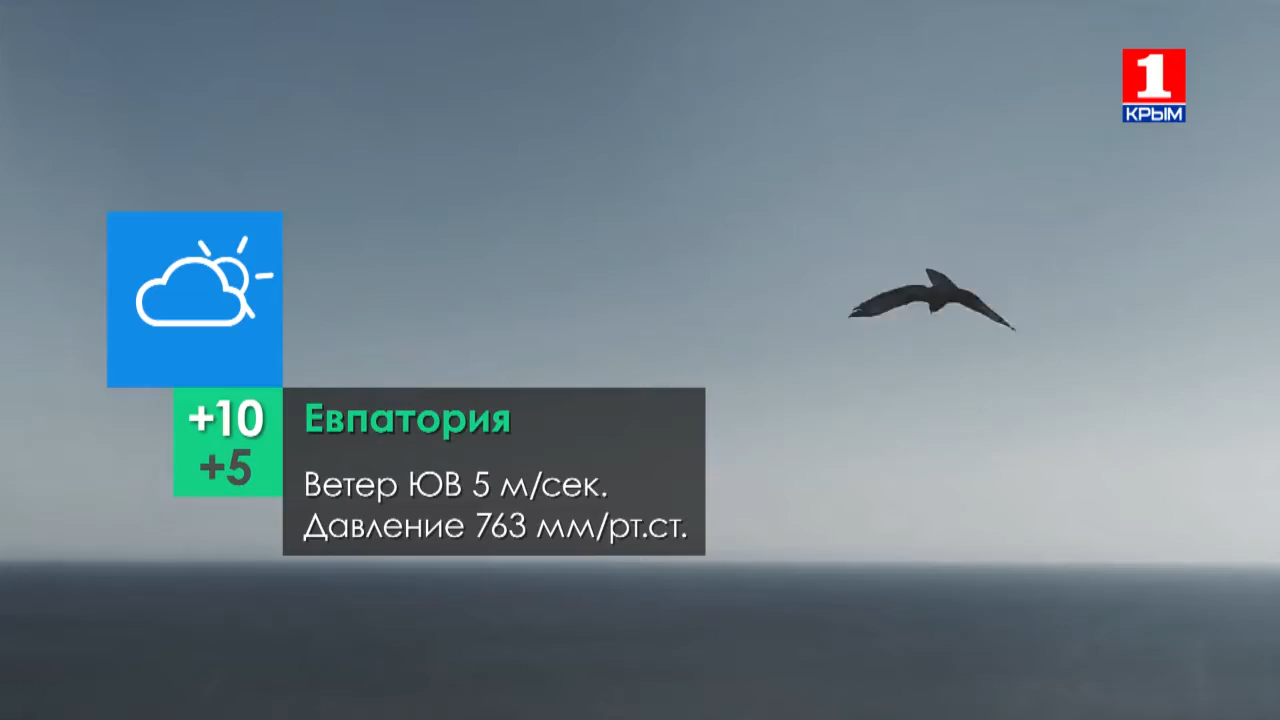 1
КРЫМ
+10
+5
Евпатория
Ветер ЮВ 5 м/сек.
Давление 763 мм/рт.ст.